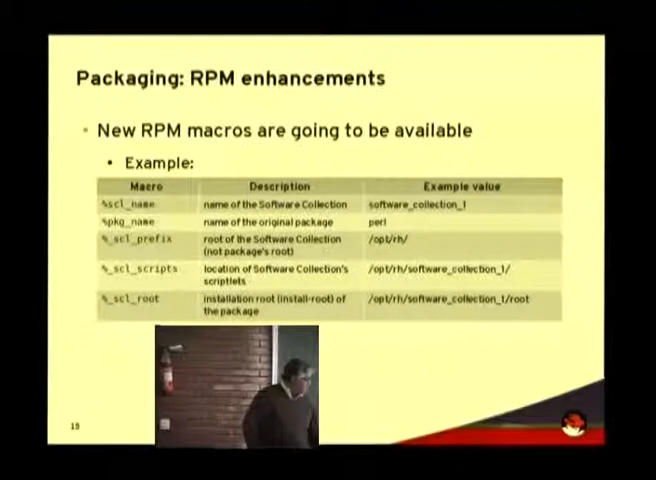 Packaging: RPM enhancements
New RPM macros are going to be available
Example:
Macro Description Example value
%scl_name name of the Software Collection software_collection_1
%pkg_name name of the original package perl
%_scl_prefix root of the Software Collection /opt/rh/
(not package's root)
%_scl_scripts location of Software Collection's /opt/rh/software_collection_1/
scriptlets
%_scl_root installation root (install-root) of /opt/rh/software_collection_1/root
the package